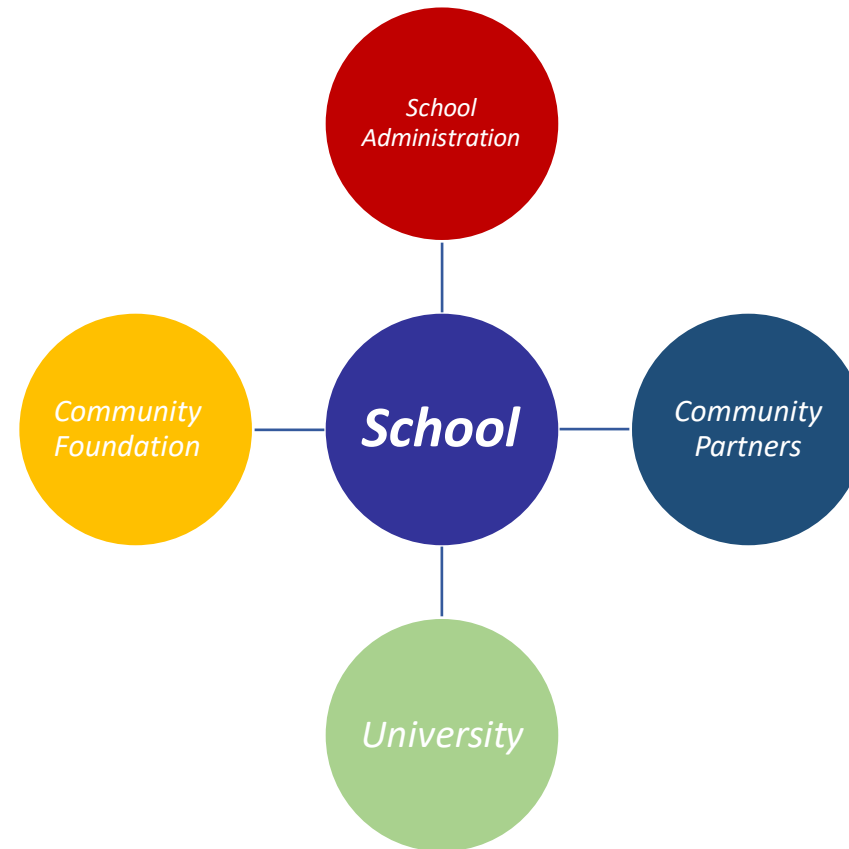 School
Administration
Community
Foundation
School
Community
Partners
University